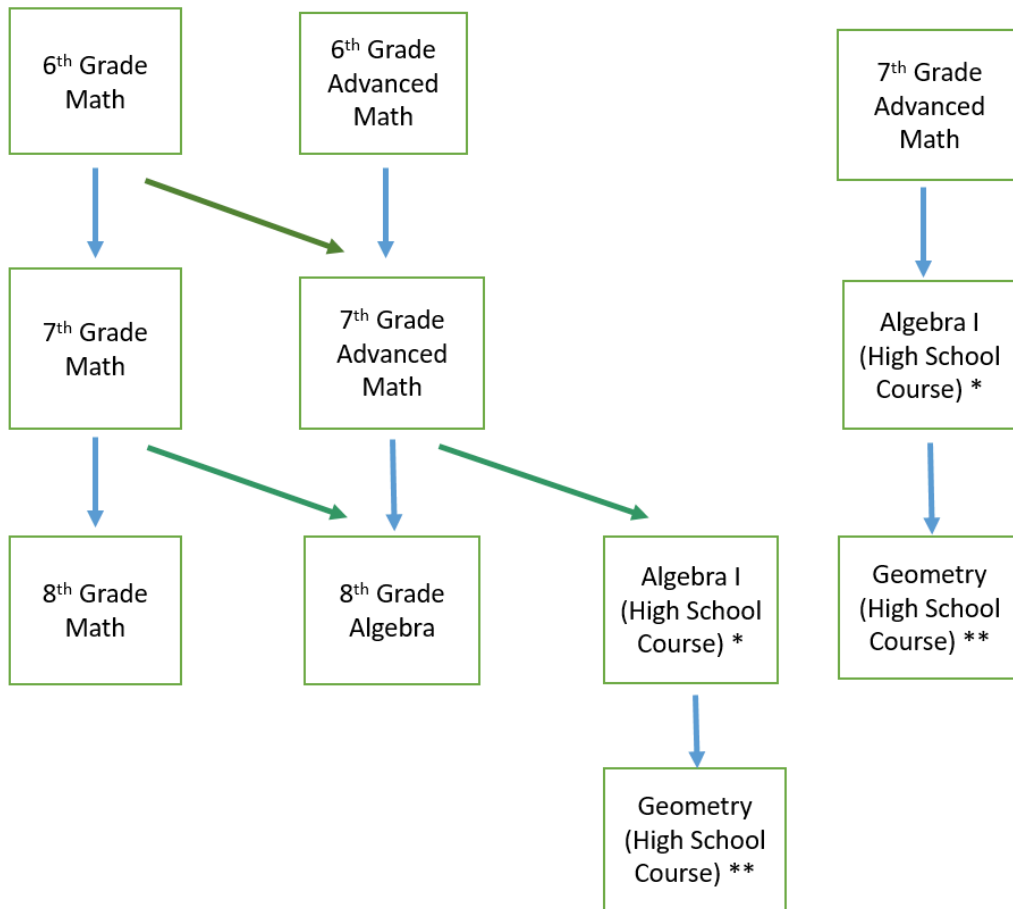 6th Grade
Math
6th Grade
Advanced
Math
7th Grade
Advanced
Math
7th Grade
Math
7th Grade
Advanced
Math
Algebra I
(High School
Course) *
8th Grade
Math
8th Grade
Algebra
Algebra I
(High School
Course) *
Geometry
(High School
Course) **
Geometry
(High School
Course) **